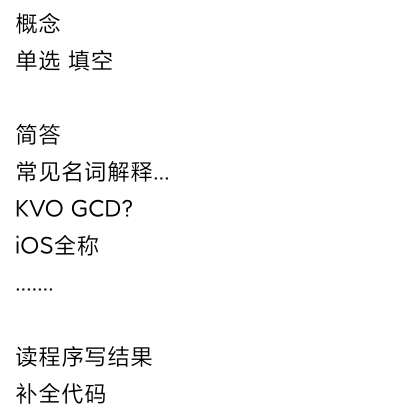 概念
单选 填空
简答
常见名词解释...
KVO GCD?
iOS全称
.......
读程序写结果
补全代码